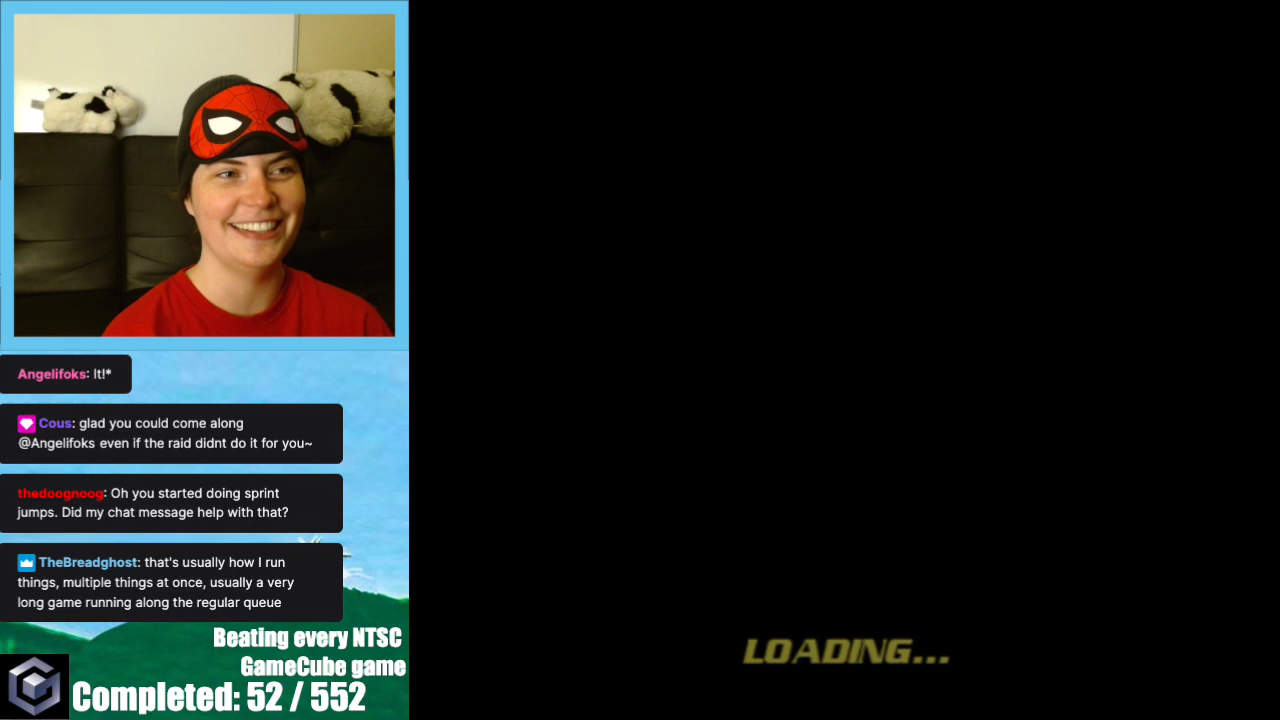 Angelifoks: It!*
Cous: glad you could come along
@Angelifoks even if the raid didnt do it for you~
thedoognoog: Oh you started doing sprint
jumps. Did my chat message help with that?
TheBreadghost: that's usually how I run
things, multiple things at once, usually a very
long game running along the regular queue
Beating every NTSC
GameCube game
Completed: 52 / 552
LOADING...